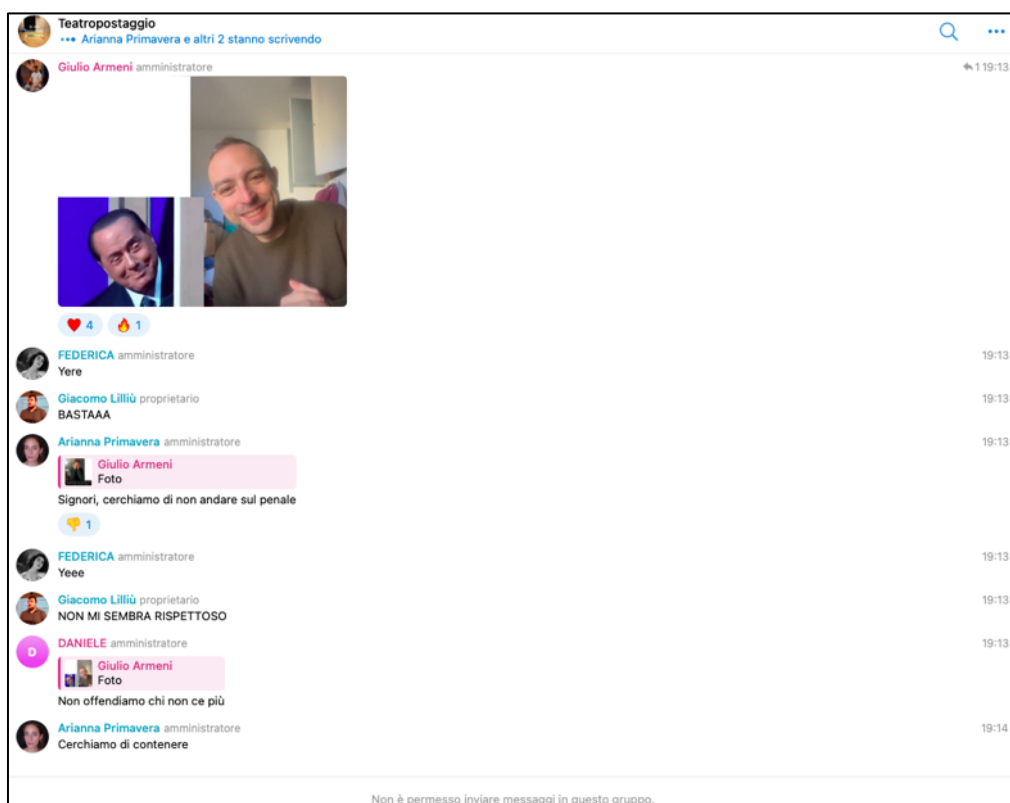 Teatropostaggio
••• Arianna Primavera e altri 2 stanno scrivendo
Giulio Armeni amministratore
1 19:13
4 1
FEDERICA amministratore 19:13
Yere
Giacomo Lilliù proprietario 19:13
BASTAAA
Arianna Primavera amministratore 19:13
Giulio Armeni
Foto
Signori, cerchiamo di non andare sul penale
1
FEDERICA amministratore 19:13
Yeee
Giacomo Lilliù proprietario 19:13
NON MI SEMBRA RISPETTOSO
D
DANIELE amministratore 19:13
Giulio Armeni
Foto
Non offendiamo chi non ce più
Arianna Primavera amministratore 19:14
Cerchiamo di contenere
Non è permesso inviare messaggi in questo gruppo.